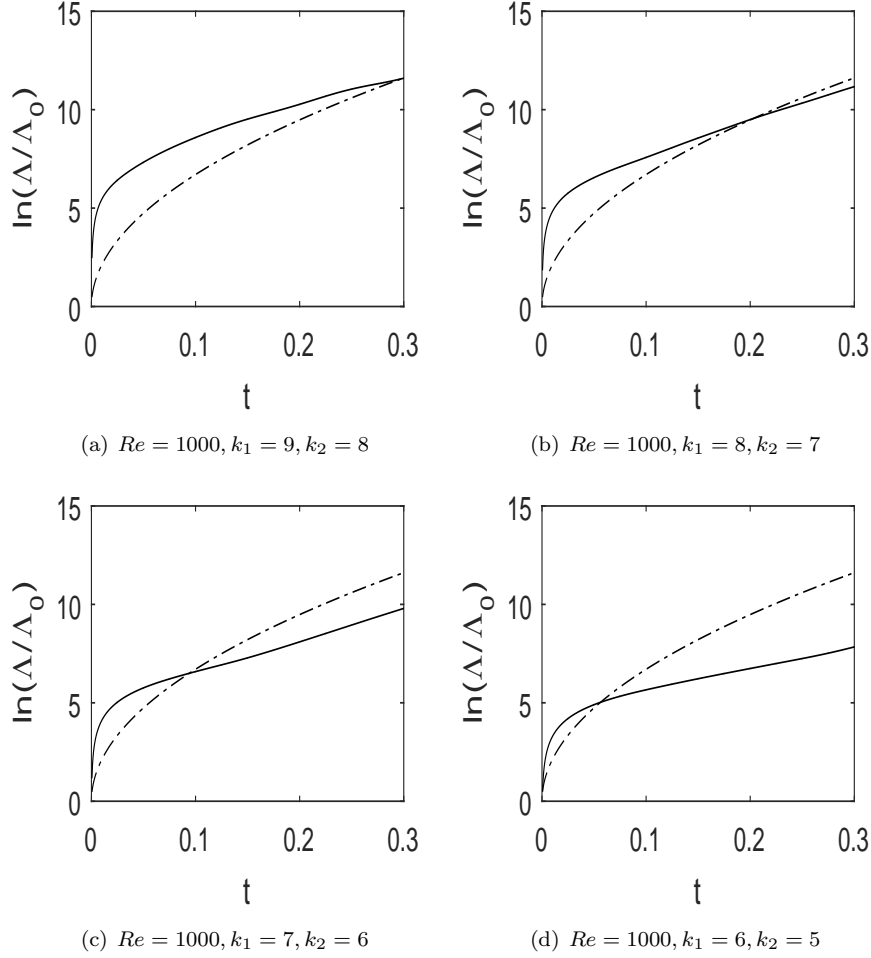 15
10
5
0
ln(Λ/Λ₀)
0 0.1 0.2 0.3
t
(a) Re = 1000, k₁ = 9, k₂ = 8
15
10
5
0
ln(Λ/Λ₀)
0 0.1 0.2 0.3
t
(b) Re = 1000, k₁ = 8, k₂ = 7
15
10
5
0
ln(Λ/Λ₀)
0 0.1 0.2 0.3
t
(c) Re = 1000, k₁ = 7, k₂ = 6
15
10
5
0
ln(Λ/Λ₀)
0 0.1 0.2 0.3
t
(d) Re = 1000, k₁ = 6, k₂ = 5